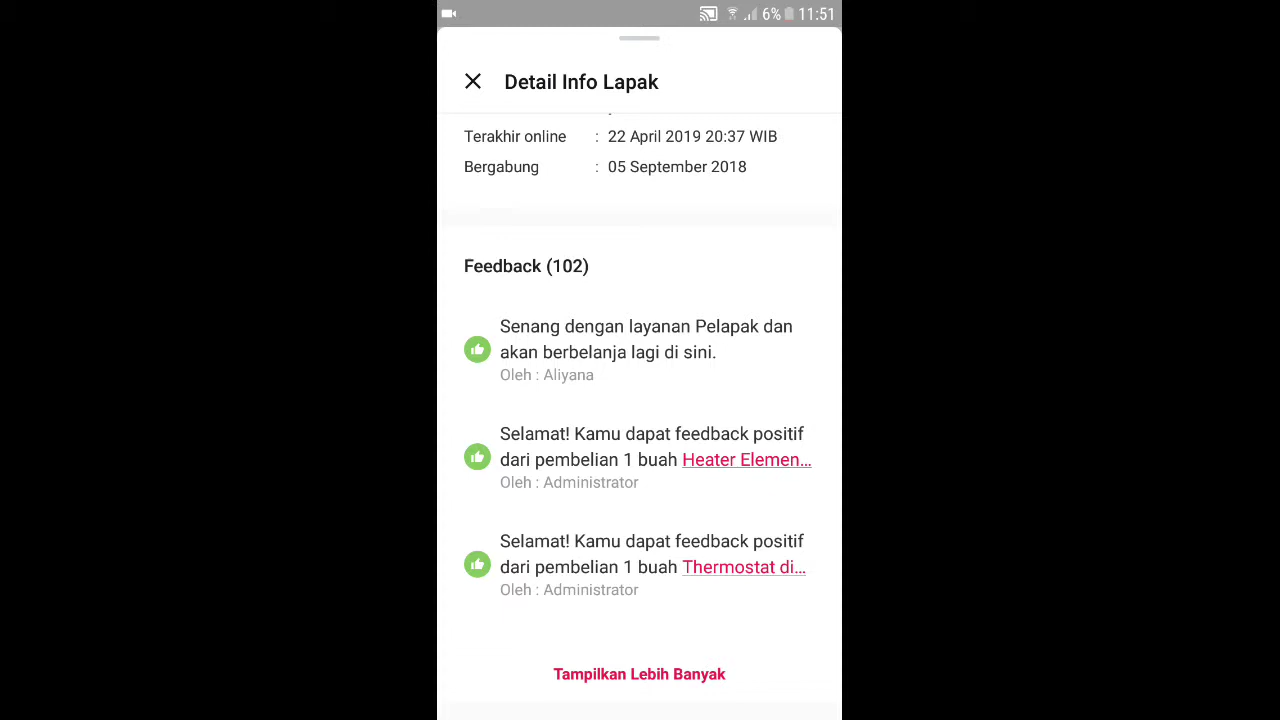 6% 11:51
Detail Info Lapak
Terakhir online : 22 April 2019 20:37 WIB
Bergabung : 05 September 2018
Feedback (102)
Senang dengan layanan Pelapak dan
akan berbelanja lagi di sini.
Oleh : Aliyana
Selamat! Kamu dapat feedback positif
dari pembelian 1 buah Heater Elemen...
Oleh : Administrator
Selamat! Kamu dapat feedback positif
dari pembelian 1 buah Thermostat di...
Oleh : Administrator
Tampilkan Lebih Banyak